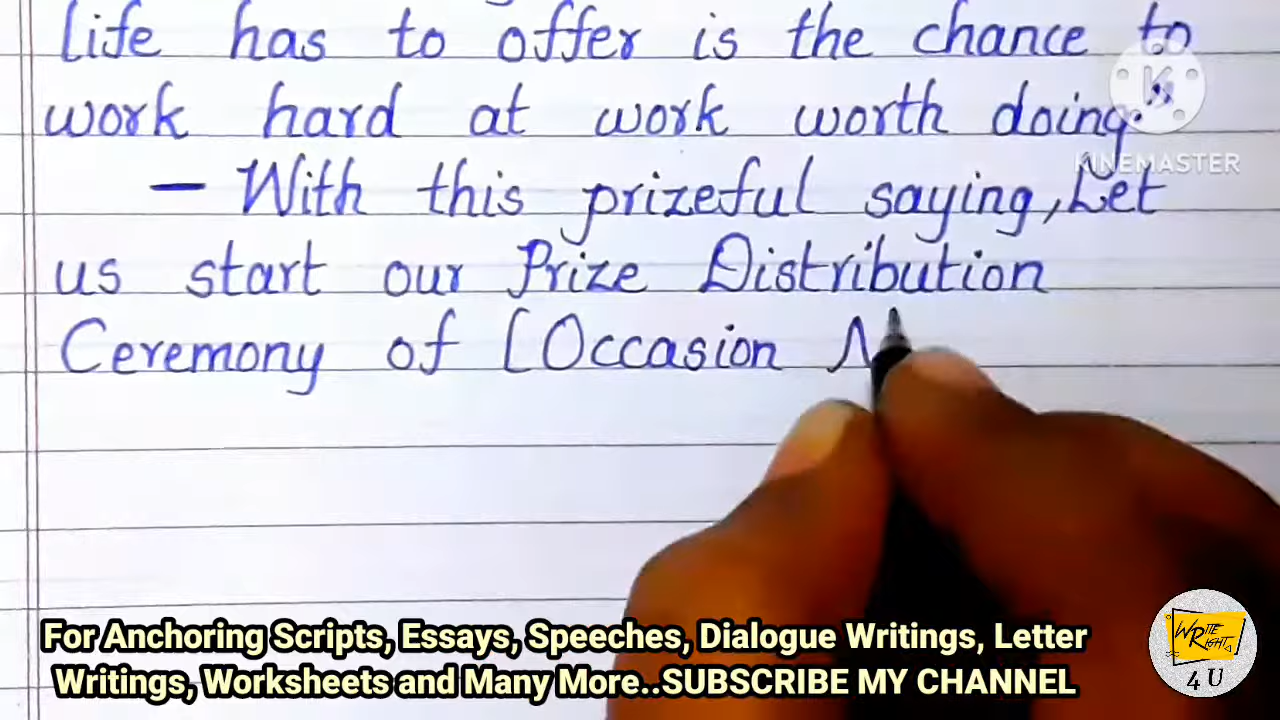 life has to offer is the chance to
work hard at work worth doing."
– With this prizeful saying, Let
us start our Prize Distribution
Ceremony of [Occasion N
KINEMASTER
For Anchoring Scripts, Essays, Speeches, Dialogue Writings, Letter
Writings, Worksheets and Many More..SUBSCRIBE MY CHANNEL
WRITE
RIGHT
4 U